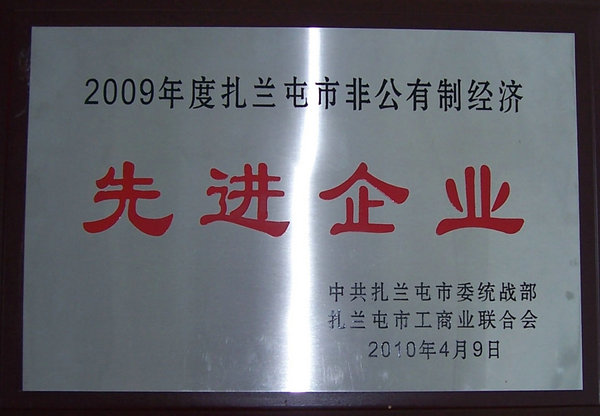 2009年度扎兰屯市非公有制经济
先进企业
中共扎兰屯市委统战部
扎兰屯市工商业联合会
2010年4月9日